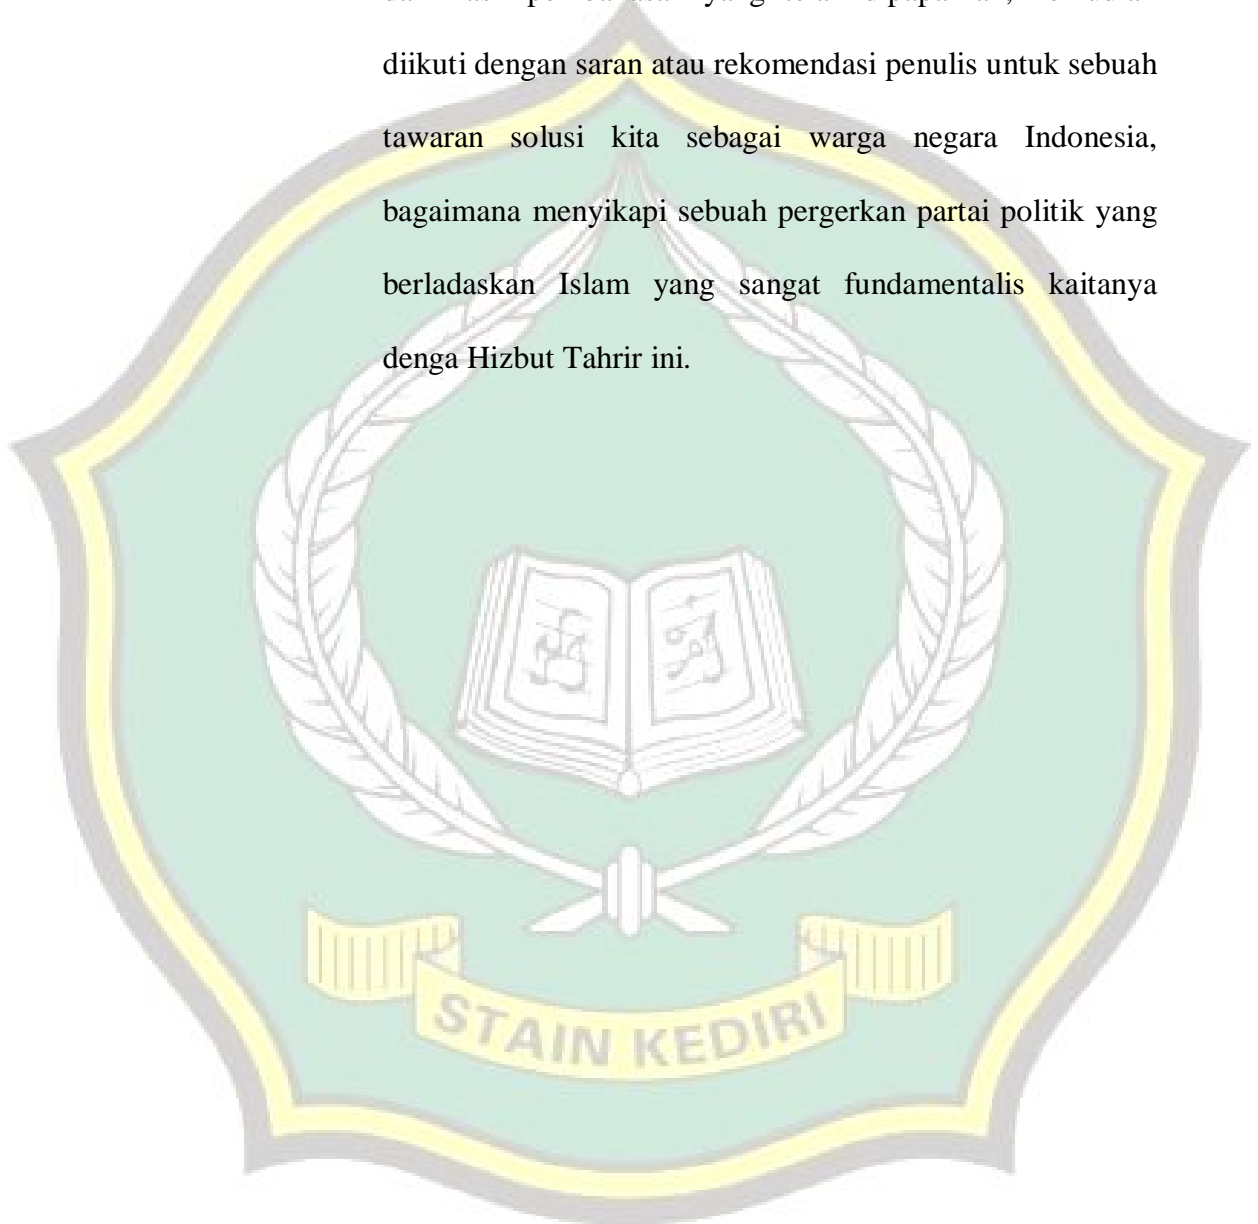 diikuti dengan saran atau rekomendasi penulis untuk sebuah
tawaran solusi kita sebagai warga negara Indonesia,
bagaimana menyikapi sebuah pergerkan partai politik yang
berladaskan Islam yang sangat fundamentalis kaitanya
denga Hizbut Tahrir ini.
STAIN KEDIRI